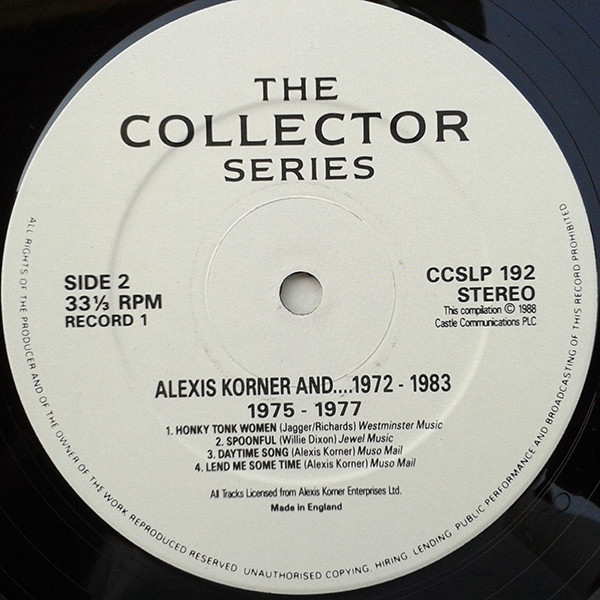 THE
COLLECTOR
SERIES
SIDE 2
33⅓ RPM
RECORD 1
CCSLP 192
STEREO
This compilation © 1988
Castle Communications PLC
ALEXIS KORNER AND....1972 - 1983
1975 - 1977
1. HONKY TONK WOMEN (Jagger/Richards) Westminster Music
2. SPOONFUL (Willie Dixon) Jewel Music
3. DAYTIME SONG (Alexis Korner) Muso Mail
4. LEND ME SOME TIME (Alexis Korner) Muso Mail
All Tracks Licensed from Alexis Korner Enterprises Ltd.
Made in England
ALL RIGHTS OF THE PRODUCER AND OF THE OWNER OF THE WORK REPRODUCED RESERVED. UNAUTHORISED COPYING. HIRING. LENDING. PUBLIC PERFORMANCE AND BROADCASTING OF THIS RECORD PROHIBITED